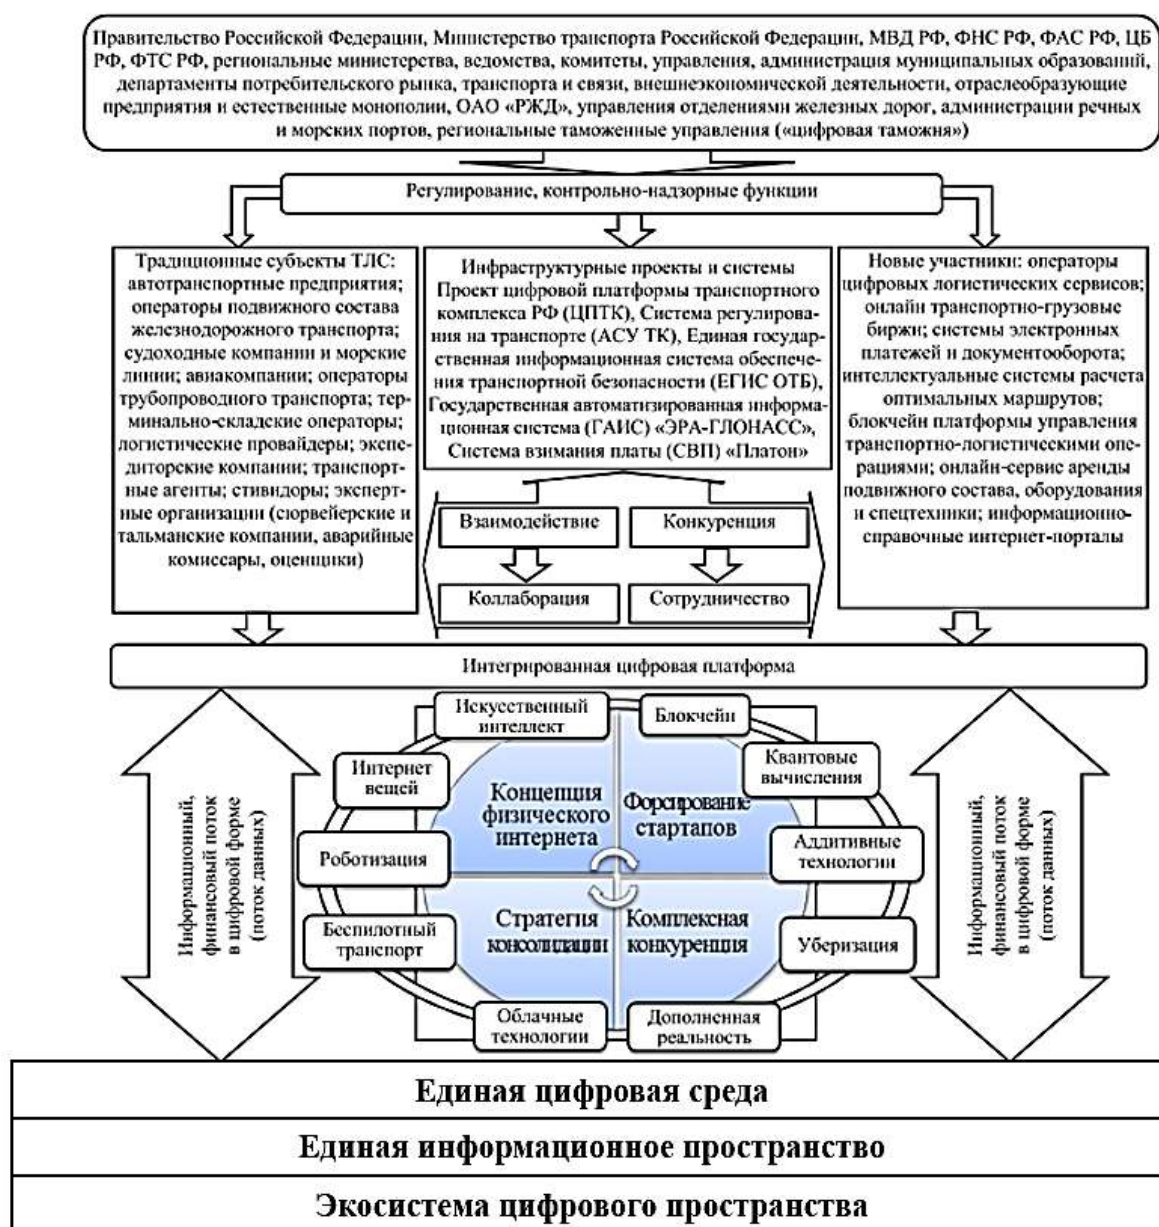 Правительство Российской Федерации, Министерство транспорта Российской Федерации, МВД РФ, ФНС РФ, ФАС РФ, ЦБ
РФ, ФТС РФ, региональные министерства, ведомства, комитеты, управления, администрация муниципальных образований,
департаменты потребительского рынка, транспорта и связи, внешнеэкономической деятельности, отраслеобразующие
предприятия и естественные монополии, ОАО «РЖД», управления отделениями железных дорог, администрации речных
и морских портов, региональные таможенные управления («цифровая таможня»)
Регулирование, контрольно-надзорные функции
Традиционные субъекты ТЛС:
автотранспортные предприятия;
операторы подвижного состава
железнодорожного транспорта;
судоходные компании и морские
линии; авиакомпании; операторы
трубопроводного транспорта; тер-
минально-складские операторы;
логистические провайдеры; экспе-
диторские компании; транспорт-
ные агенты; стивидоры; эксперт-
ные организации (сюрвейерские и
тальманские компании, аварийные
комиссары, оценщики)
Инфраструктурные проекты и системы
Проект цифровой платформы транспортного
комплекса РФ (ЦПТК), Система регулирова-
ния на транспорте (АСУ ТК), Единая государ-
ственная информационная система обеспече-
ния транспортной безопасности (ЕГИС ОТБ),
Государственная автоматизированная информа-
ционная система (ГАИС) «ЭРА-ГЛОНАСС»,
Система взимания платы (СВП) «Платон»
Новые участники: операторы
цифровых логистических сервисов;
онлайн транспортно-грузовые
биржи; системы электронных
платежей и документооборота;
интеллектуальные системы расчета
оптимальных маршрутов;
блокчейн платформы управления
транспортно-логистическими опе-
рациями; онлайн-сервис аренды
подвижного состава, оборудования
и спецтехники; информационно-
справочные интернет-порталы
Взаимодействие
Конкуренция
Коллаборация
Сотрудничество
Интегрированная цифровая платформа
Информационный,
финансовый поток
в цифровой форме
(поток данных)
Искусственный
интеллект
Блокчейн
Интернет
вещей
Квантовые
вычисления
Роботизация
Аддитивные
технологии
Беспилотный
транспорт
Уберизация
Облачные
технологии
Дополненная
реальность
Концепция
физического
интернета
Форсирование
стартапов
Стратегия
консолидации
Комплексная
конкуренция
Информационный,
финансовый поток
в цифровой форме
(поток данных)
Единая цифровая среда
Единая информационное пространство
Экосистема цифрового пространства